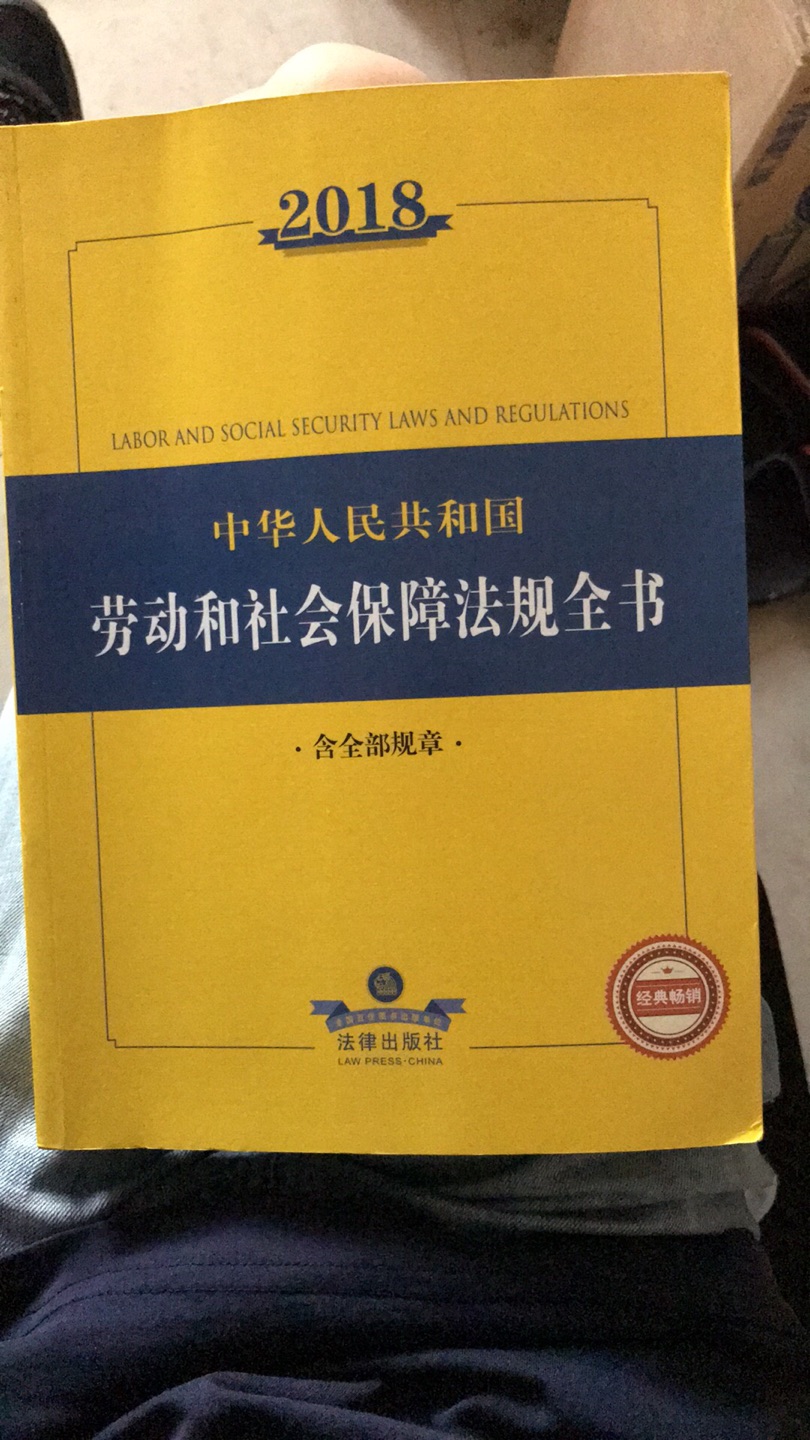 2018
LABOR AND SOCIAL SECURITY LAWS AND REGULATIONS
中华人民共和国
劳动和社会保障法规全书
·含全部规章·
经典畅销
法律出版社
LAW PRESS·CHINA